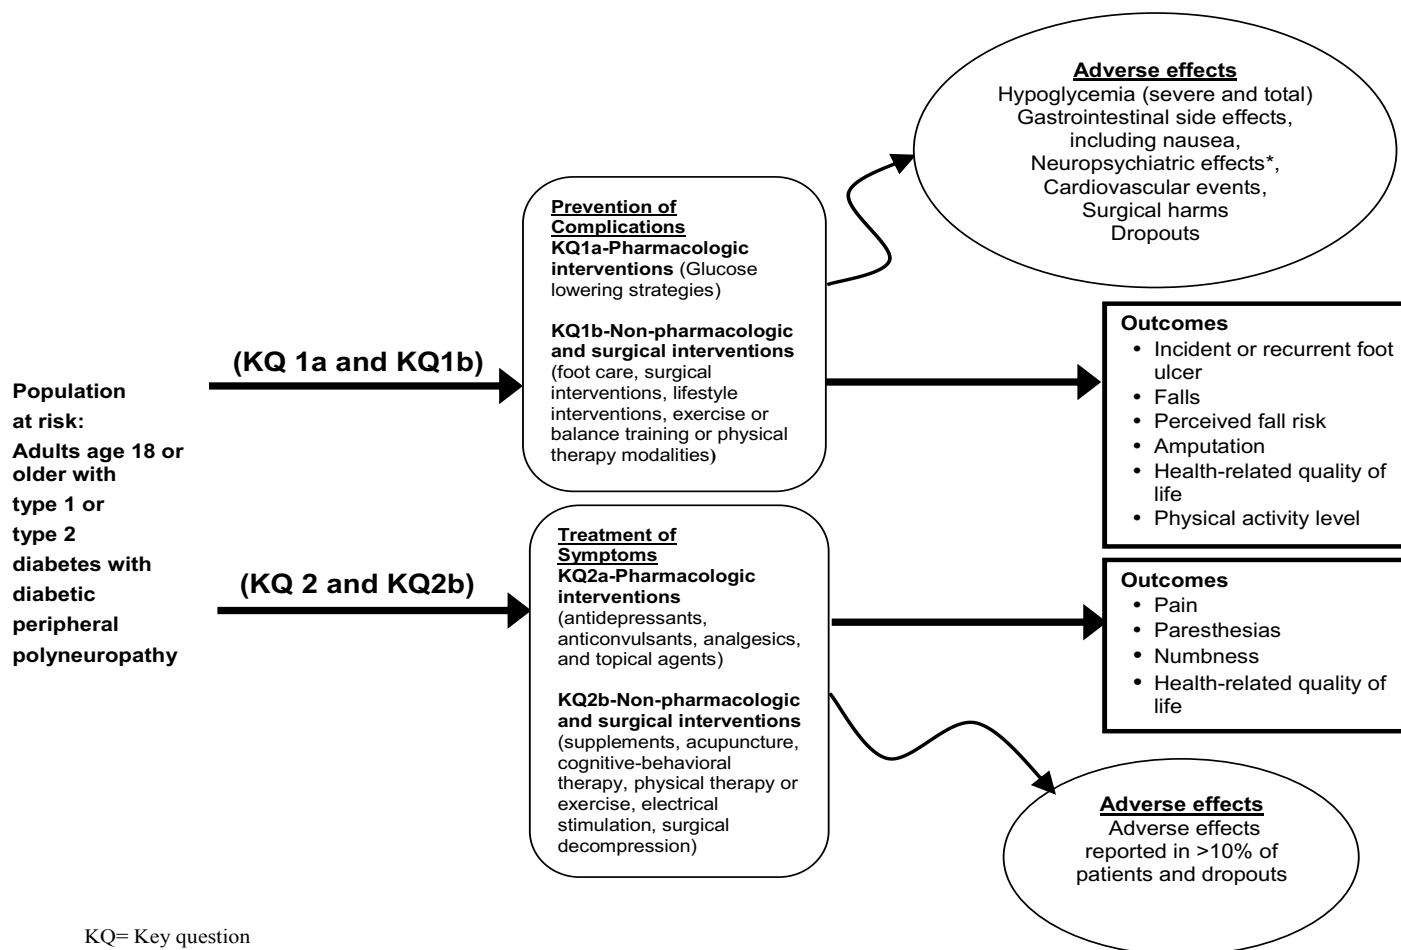 Population
at risk:
Adults age 18 or
older with
type 1 or
type 2
diabetes with
diabetic
peripheral
polyneuropathy
(KQ 1a and KQ1b)
(KQ 2 and KQ2b)
Prevention of
Complications
KQ1a-Pharmacologic
interventions (Glucose
lowering strategies)
KQ1b-Non-pharmacologic
and surgical interventions
(foot care, surgical
interventions, lifestyle
interventions, exercise or
balance training or physical
therapy modalities)
Treatment of
Symptoms
KQ2a-Pharmacologic
interventions
(antidepressants,
anticonvulsants, analgesics,
and topical agents)
KQ2b-Non-pharmacologic
and surgical interventions
(supplements, acupuncture,
cognitive-behavioral
therapy, physical therapy or
exercise, electrical
stimulation, surgical
decompression)
Adverse effects
Hypoglycemia (severe and total)
Gastrointestinal side effects,
including nausea,
Neuropsychiatric effects*,
Cardiovascular events,
Surgical harms
Dropouts
Outcomes
• Incident or recurrent foot
ulcer
• Falls
• Perceived fall risk
• Amputation
• Health-related quality of
life
• Physical activity level
Outcomes
• Pain
• Paresthesias
• Numbness
• Health-related quality of
life
Adverse effects
Adverse effects
reported in >10% of
patients and dropouts
KQ= Key question